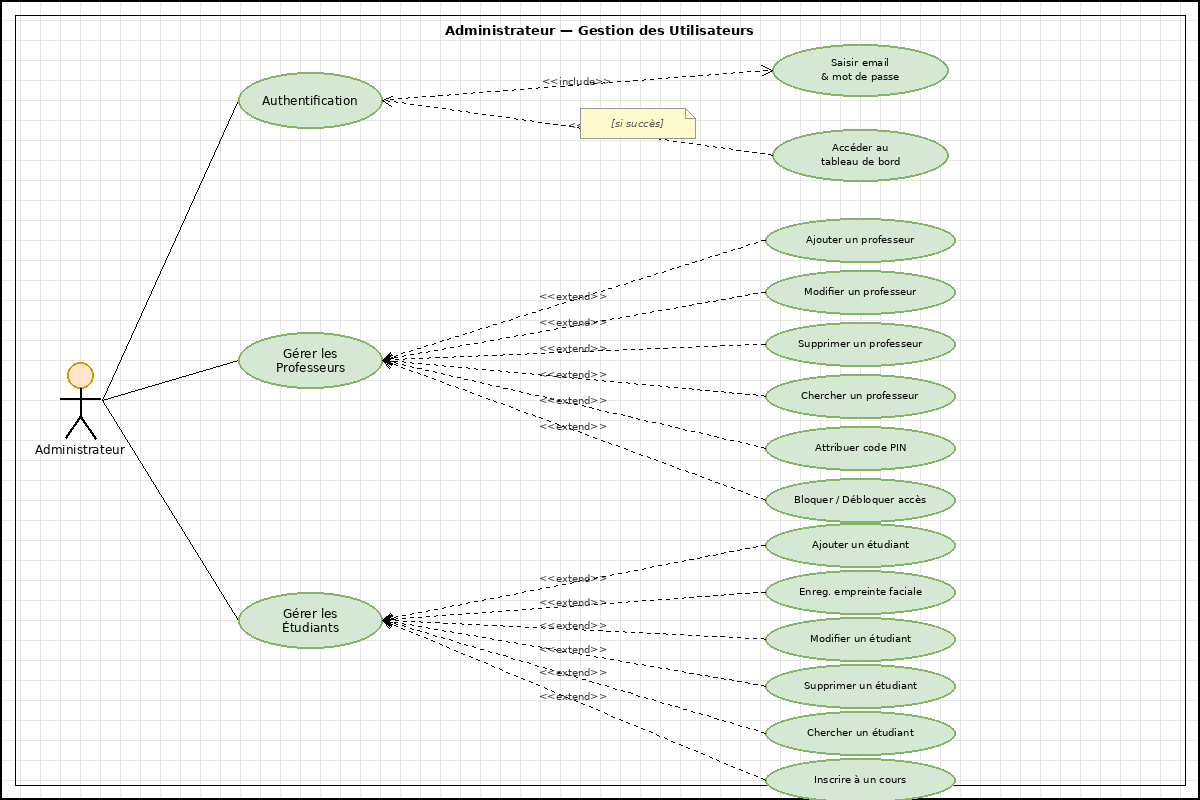 Administrateur — Gestion des Utilisateurs
Saisir email
& mot de passe
<<include>>
Authentification
[si succès]
Accéder au
tableau de bord
Ajouter un professeur
<<extend>>
Modifier un professeur
<<extend>>
Supprimer un professeur
<<extend>>
Gérer les
Professeurs
<<extend>>
Chercher un professeur
<<extend>>
Attribuer code PIN
<<extend>>
Administrateur
Bloquer / Débloquer accès
Ajouter un étudiant
<<extend>>
Enreg. empreinte faciale
<<extend>>
Gérer les
Étudiants
<<extend>>
Modifier un étudiant
<<extend>>
Supprimer un étudiant
<<extend>>
<<extend>>
Chercher un étudiant
Inscrire à un cours